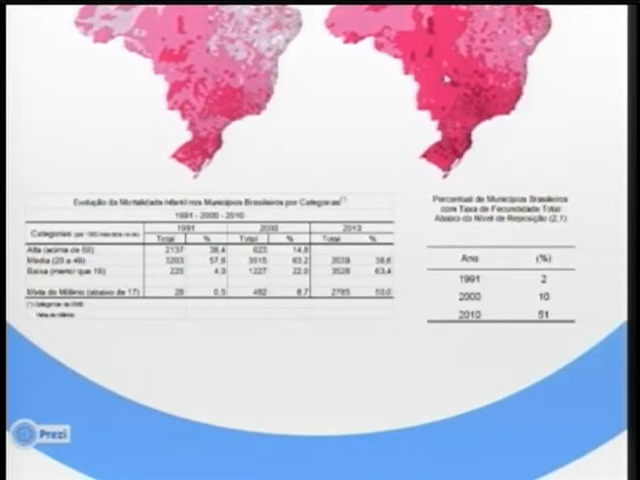 Evolução da Mortalidade Infantil nos Municípios Brasileiros por Categorias(*)
1991 - 2000 - 2010
Categorias
1991 2000 2010
Total % Total % Total %
Alta (acima de 50) 2137 38,4 823 14,8
Média (20 a 49) 3203 57,6 3515 63,2 2039 36,6
Baixa (menor que 19) 225 4,0 1227 22,0 3526 63,4
Meta do Milênio (abaixo de 17) 28 0,5 482 8,7 2785 50,0
Percentual de Municípios Brasileiros
com Taxa de Fecundidade Total
Abaixo do Nível de Reposição (2,1)
Ano (%)
1991 2
2000 10
2010 51
Prezi